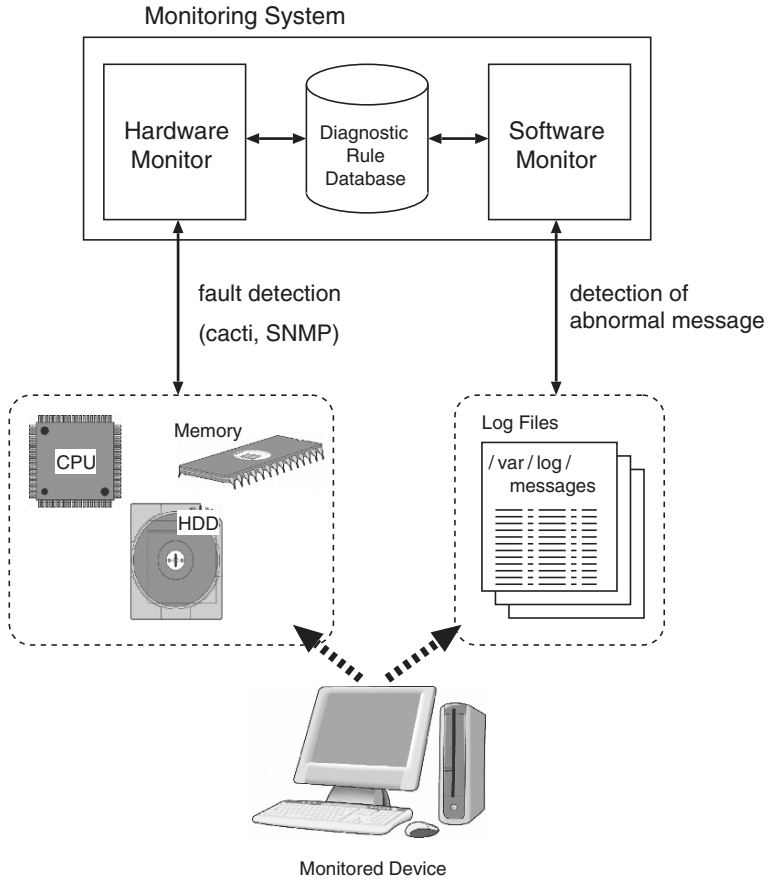 Monitoring System
Hardware
Monitor
Diagnostic
Rule
Database
Software
Monitor
fault detection
(cacti, SNMP)
detection of
abnormal message
CPU
Memory
HDD
Log Files
/ var / log /
messages
Monitored Device